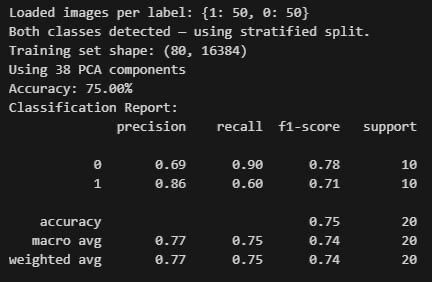 Loaded images per label: {1: 50, 0: 50}
Both classes detected — using stratified split.
Training set shape: (80, 16384)
Using 38 PCA components
Accuracy: 75.00%
Classification Report:
precision recall f1-score support
0 0.69 0.90 0.78 10
1 0.86 0.60 0.71 10
accuracy 0.75 20
macro avg 0.77 0.75 0.74 20
weighted avg 0.77 0.75 0.74 20